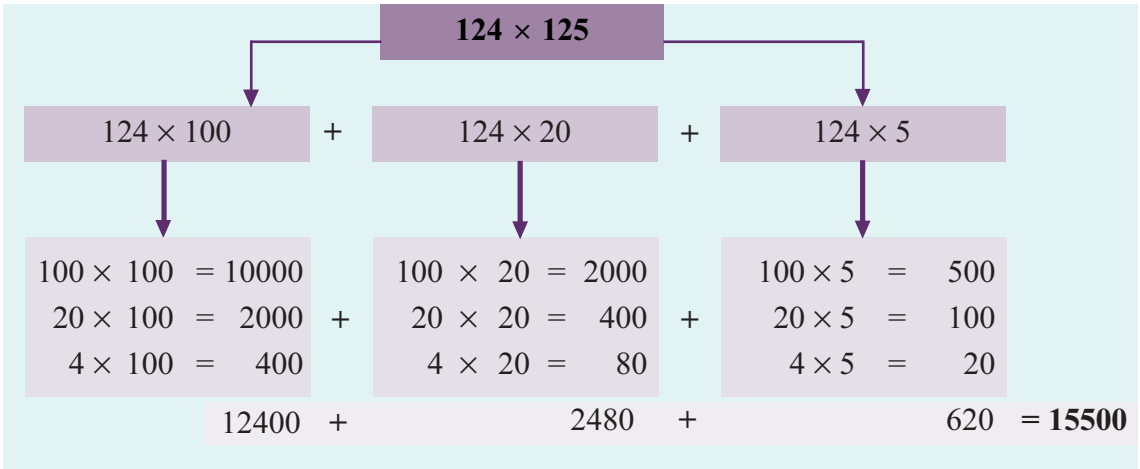 124 × 125
124 × 100 + 124 × 20 + 124 × 5
100 × 100 = 10000 100 × 20 = 2000 100 × 5 = 500
20 × 100 = 2000 + 20 × 20 = 400 + 20 × 5 = 100
4 × 100 = 400 4 × 20 = 80 4 × 5 = 20
12400 + 2480 + 620 = 15500